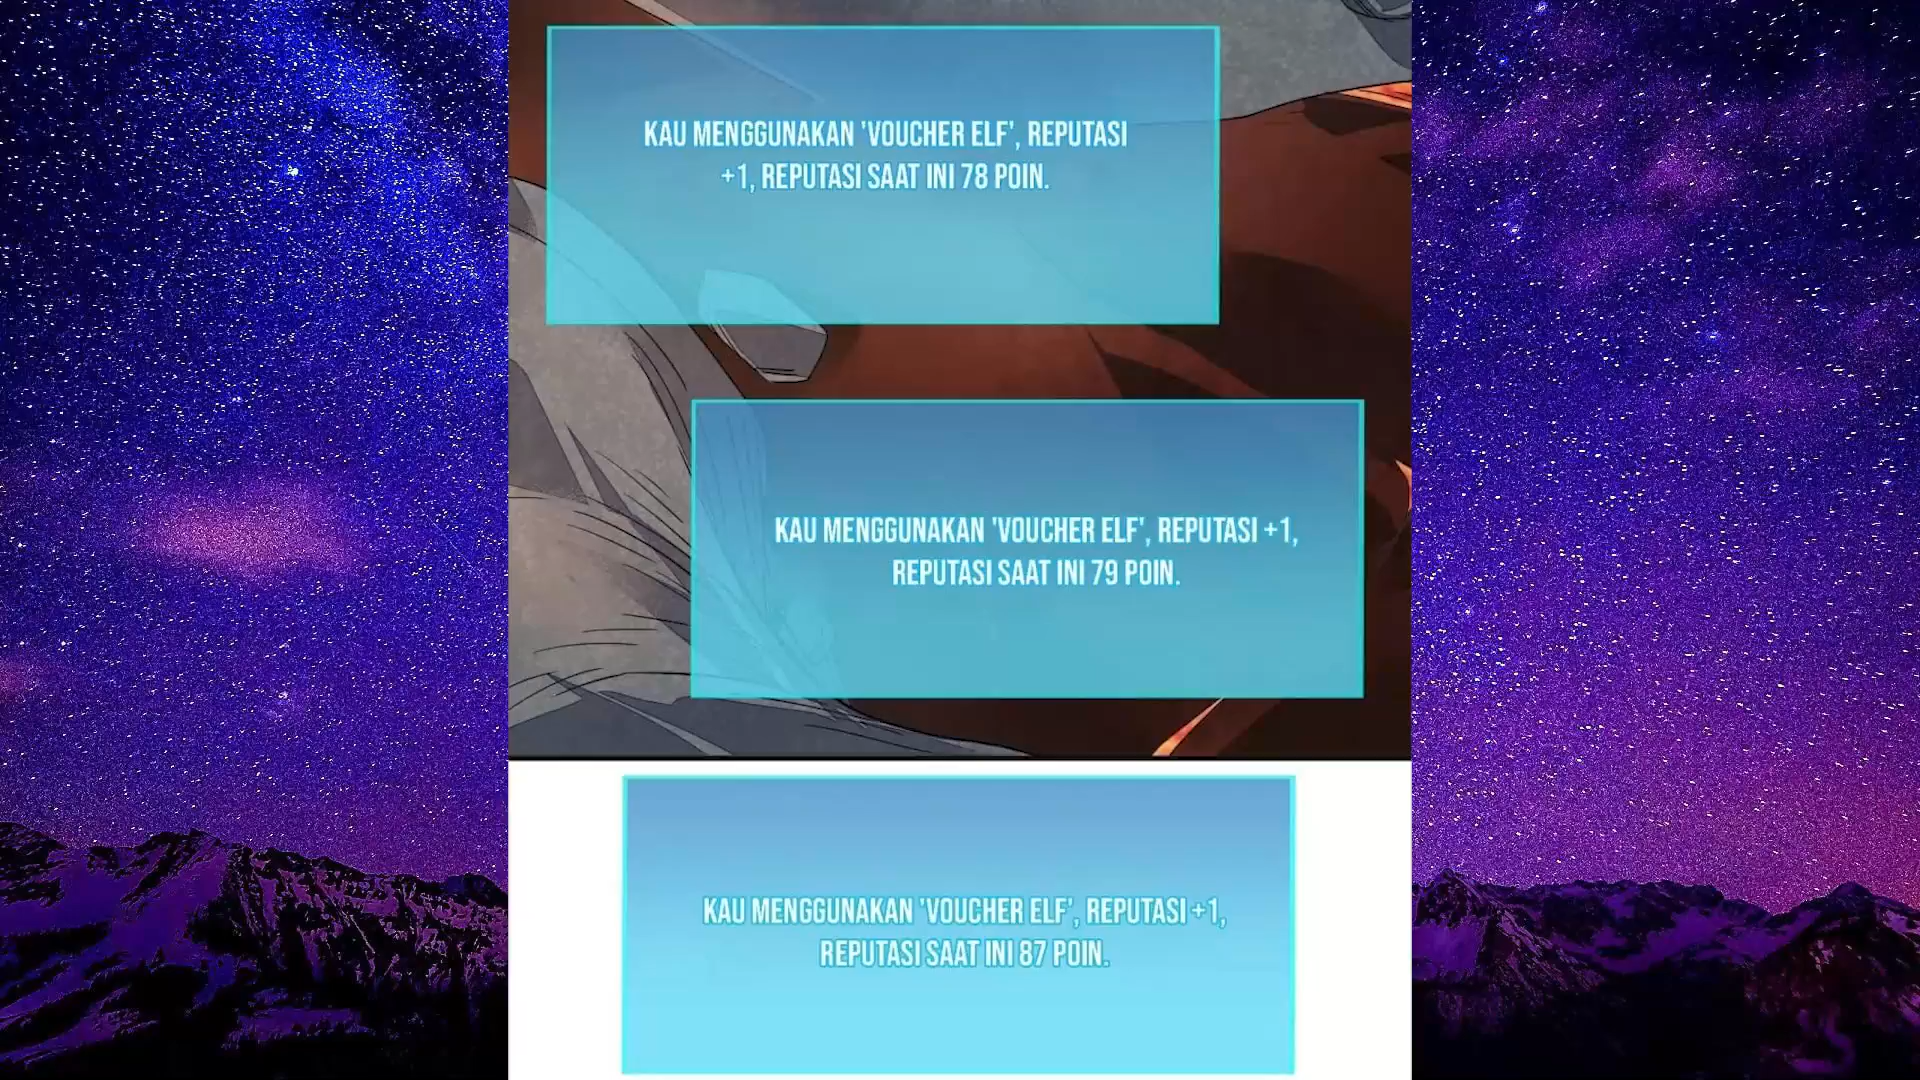 KAU MENGGUNAKAN 'VOUCHER ELF', REPUTASI
+1, REPUTASI SAAT INI 78 POIN.
KAU MENGGUNAKAN 'VOUCHER ELF', REPUTASI +1,
REPUTASI SAAT INI 79 POIN.
KAU MENGGUNAKAN 'VOUCHER ELF', REPUTASI +1,
REPUTASI SAAT INI 87 POIN.